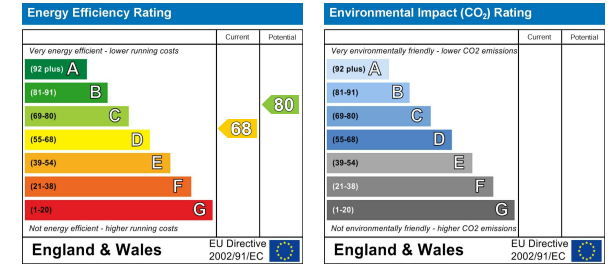 Energy Efficiency Rating
Current Potential
Very energy efficient - lower running costs
(92 plus) A
(81-91) B
(69-80) C
(55-68) D
(39-54) E
(21-38) F
(1-20) G
68
80
Not energy efficient - higher running costs
England & Wales
EU Directive
2002/91/EC
Environmental Impact (CO2) Rating
Current Potential
Very environmentally friendly - lower CO2 emissions
(92 plus) A
(81-91) B
(69-80) C
(55-68) D
(39-54) E
(21-38) F
(1-20) G
Not environmentally friendly - higher CO2 emissions
England & Wales
EU Directive
2002/91/EC